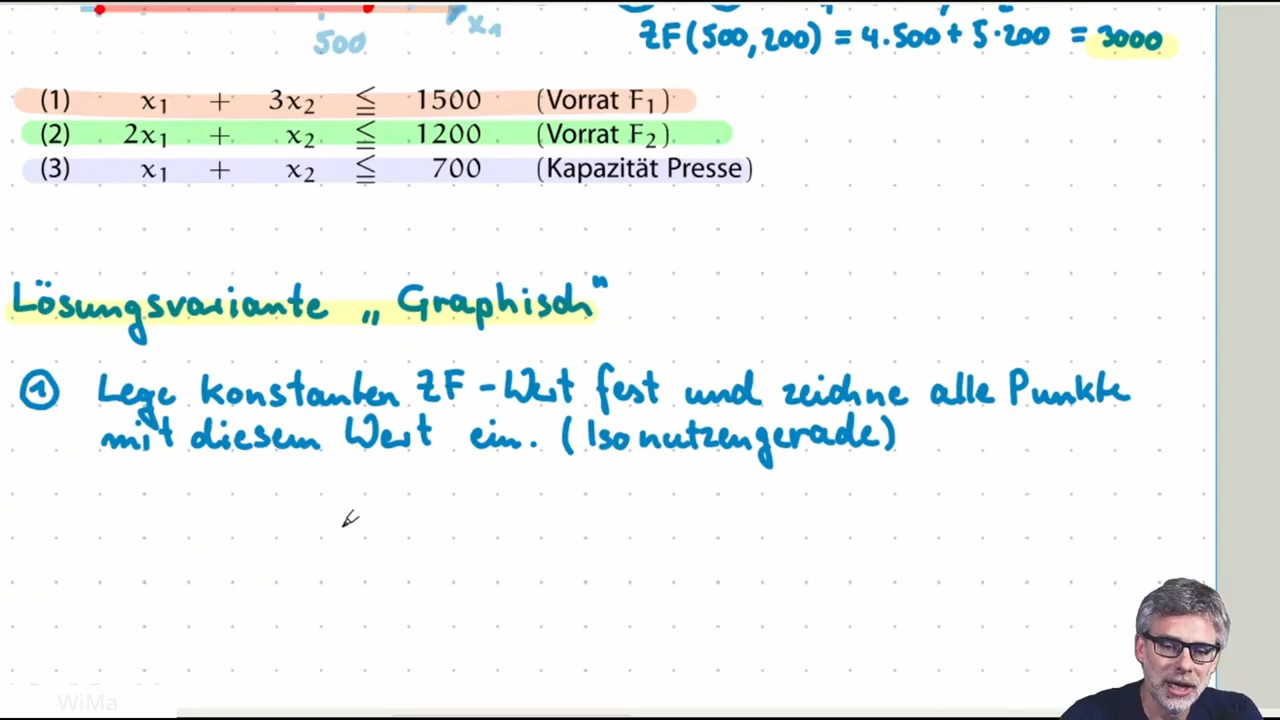 x₁
500
ZF(500,200) = 4·500 + 5·200 = 3000
(1) x₁ + 3x₂ ≦ 1500 (Vorrat F₁)
(2) 2x₁ + x₂ ≦ 1200 (Vorrat F₂)
(3) x₁ + x₂ ≦ 700 (Kapazität Presse)
Lösungsvariante „Graphisch"
① Lege konstanten ZF-Wert fest und zeichne alle Punkte
mit diesem Wert ein. (Isonutzengerade)
WiMa